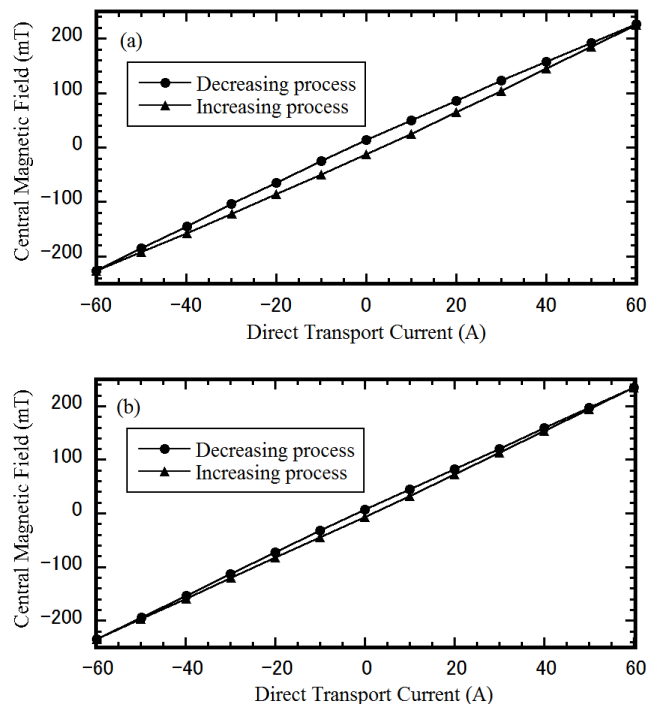 (a)
Decreasing process
Increasing process
Central Magnetic Field (mT)
200
100
0
−100
−200
−60 −40 −20 0 20 40 60
Direct Transport Current (A)
(b)
Decreasing process
Increasing process
Central Magnetic Field (mT)
200
100
0
−100
−200
−60 −40 −20 0 20 40 60
Direct Transport Current (A)